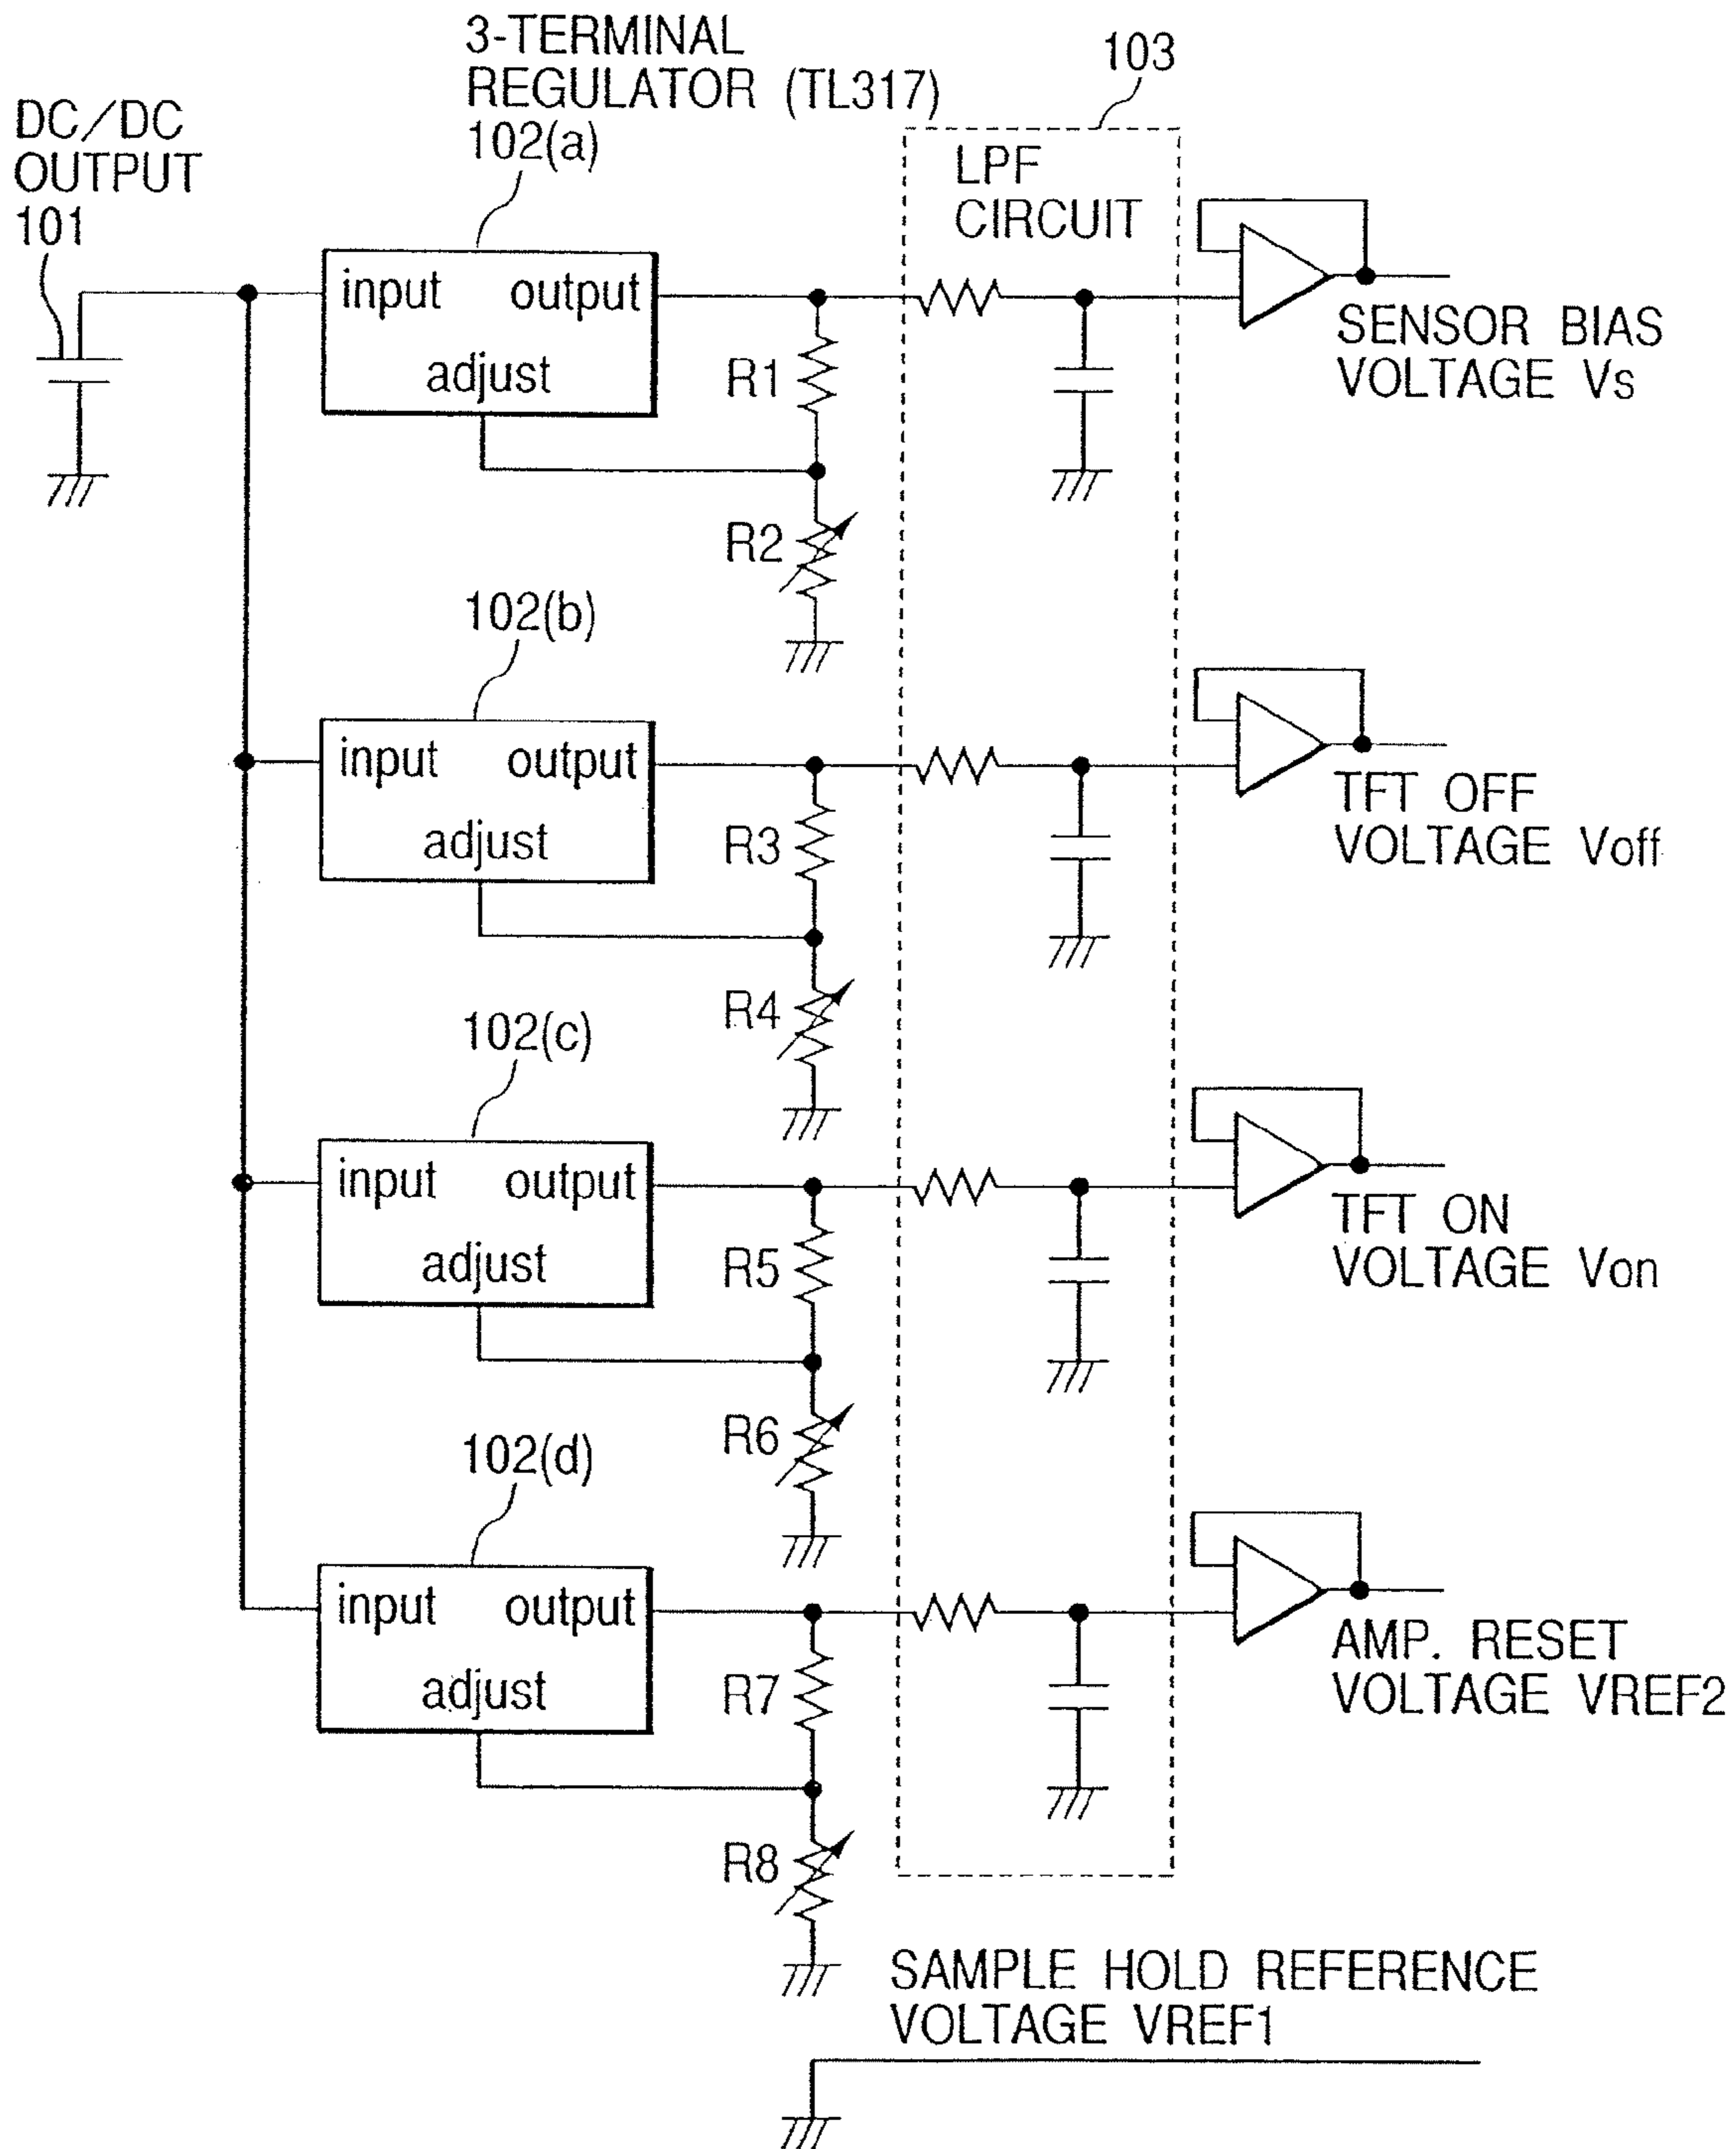 3-TERMINAL
REGULATOR (TL317)
102(a)
103
DC/DC
OUTPUT
101
LPF
CIRCUIT
input output
adjust
R1
R2
SENSOR BIAS
VOLTAGE Vs
102(b)
input output
adjust
R3
R4
TFT OFF
VOLTAGE Voff
102(c)
input output
adjust
R5
R6
TFT ON
VOLTAGE Von
102(d)
input output
adjust
R7
R8
AMP. RESET
VOLTAGE VREF2
SAMPLE HOLD REFERENCE
VOLTAGE VREF1